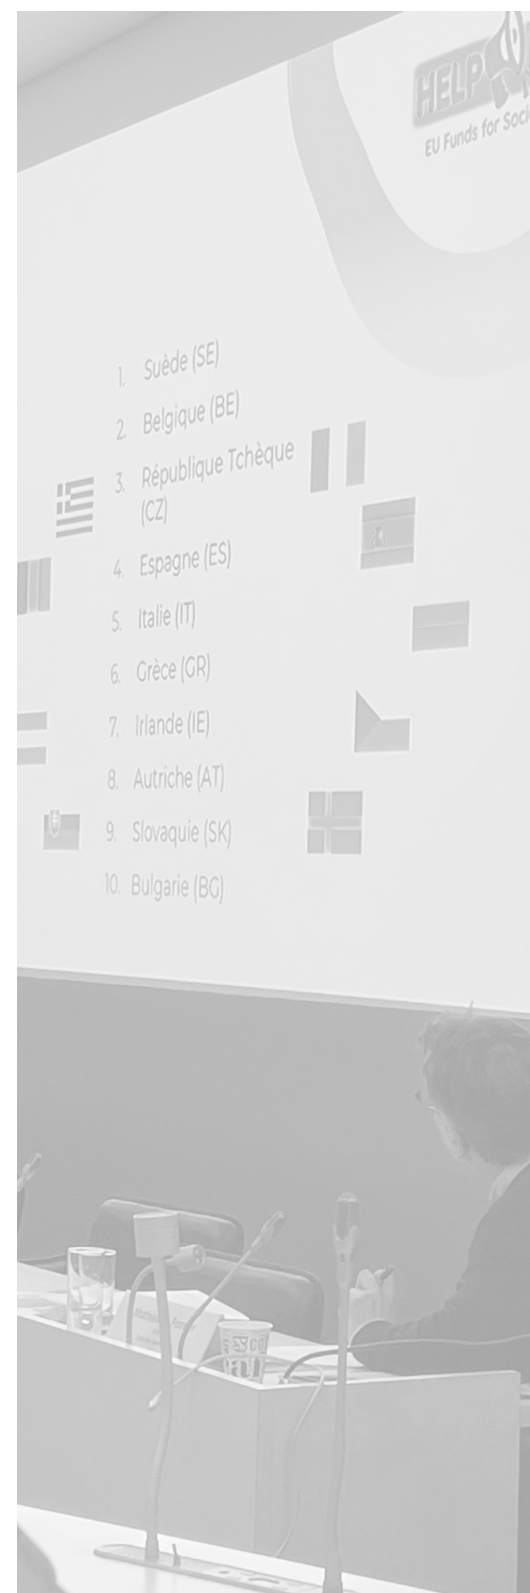 HELP
EU Funds for Soci
1. Suède (SE)
2. Belgique (BE)
3. République Tchèque
(CZ)
4. Espagne (ES)
5. Italie (IT)
6. Grèce (GR)
7. Irlande (IE)
8. Autriche (AT)
9. Slovaquie (SK)
10. Bulgarie (BG)